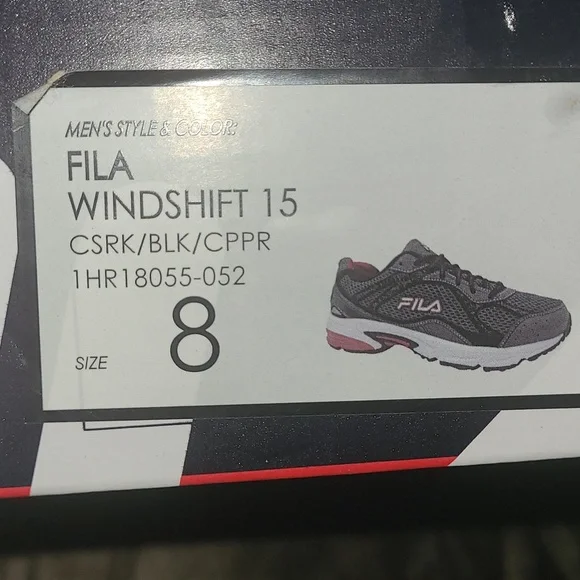 MEN'S STYLE & COLOR:
FILA
WINDSHIFT 15
CSRK/BLK/CPPR
1HR18055-052
SIZE 8
FILA